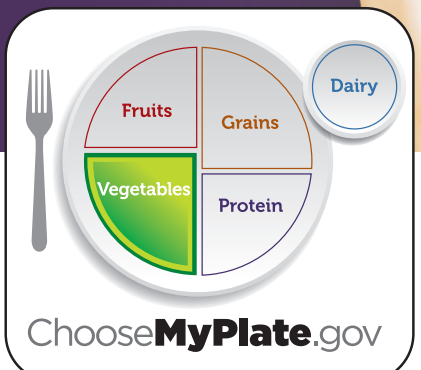 Dairy
Fruits
Grains
Vegetables
Protein
ChooseMyPlate.gov